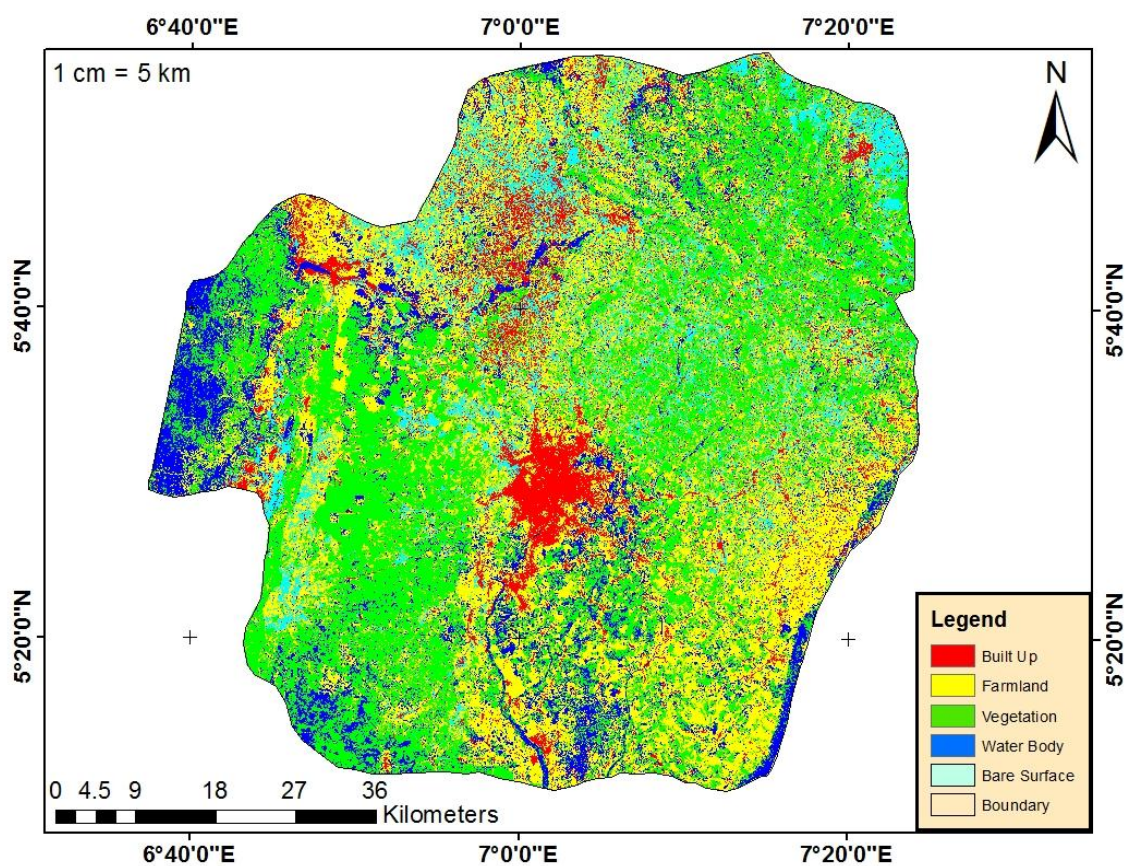 6°40'0"E 7°0'0"E 7°20'0"E
1 cm = 5 km
N
5°40'0"N 5°40'0"N
5°20'0"N 5°20'0"N
Legend
Built Up
Farmland
Vegetation
Water Body
Bare Surface
Boundary
0 4.5 9 18 27 36
Kilometers
6°40'0"E 7°0'0"E 7°20'0"E